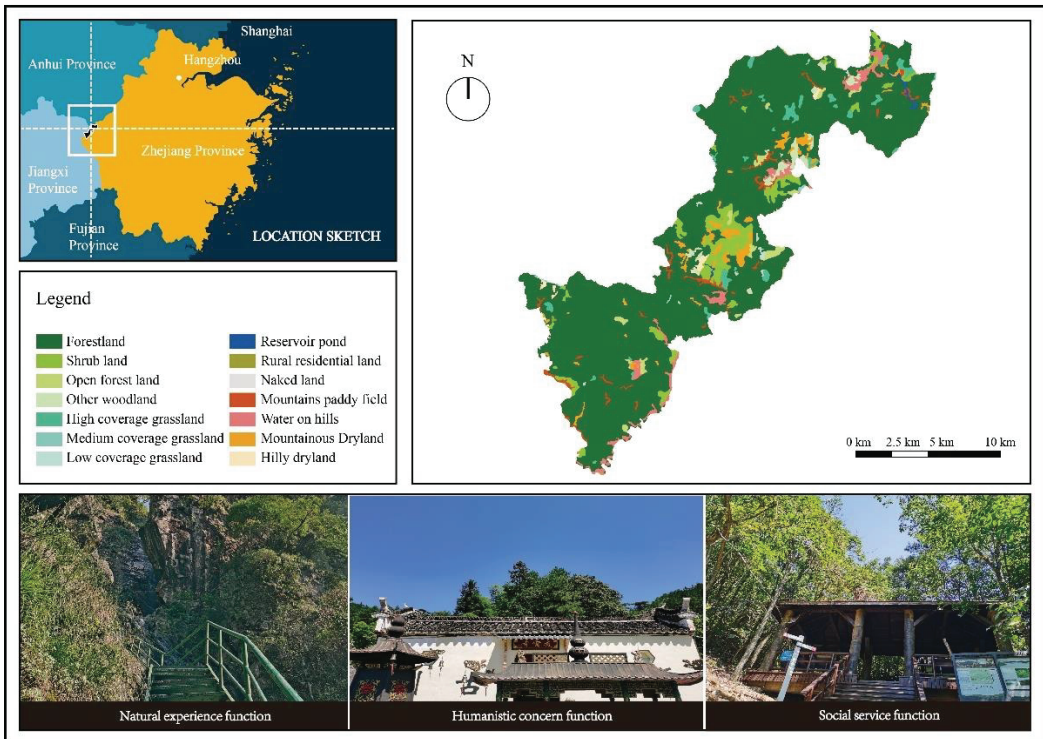 Shanghai
Anhui Province
Hangzhou
Zhejiang Province
Jiangxi
Province
Fujian
Province
LOCATION SKETCH
N
0 km 2.5 km 5 km 10 km
Legend
Forestland
Shrub land
Open forest land
Other woodland
High coverage grassland
Medium coverage grassland
Low coverage grassland
Reservoir pond
Rural residential land
Naked land
Mountains paddy field
Water on hills
Mountainous Dryland
Hilly dryland
Natural experience function
Humanistic concern function
Social service function